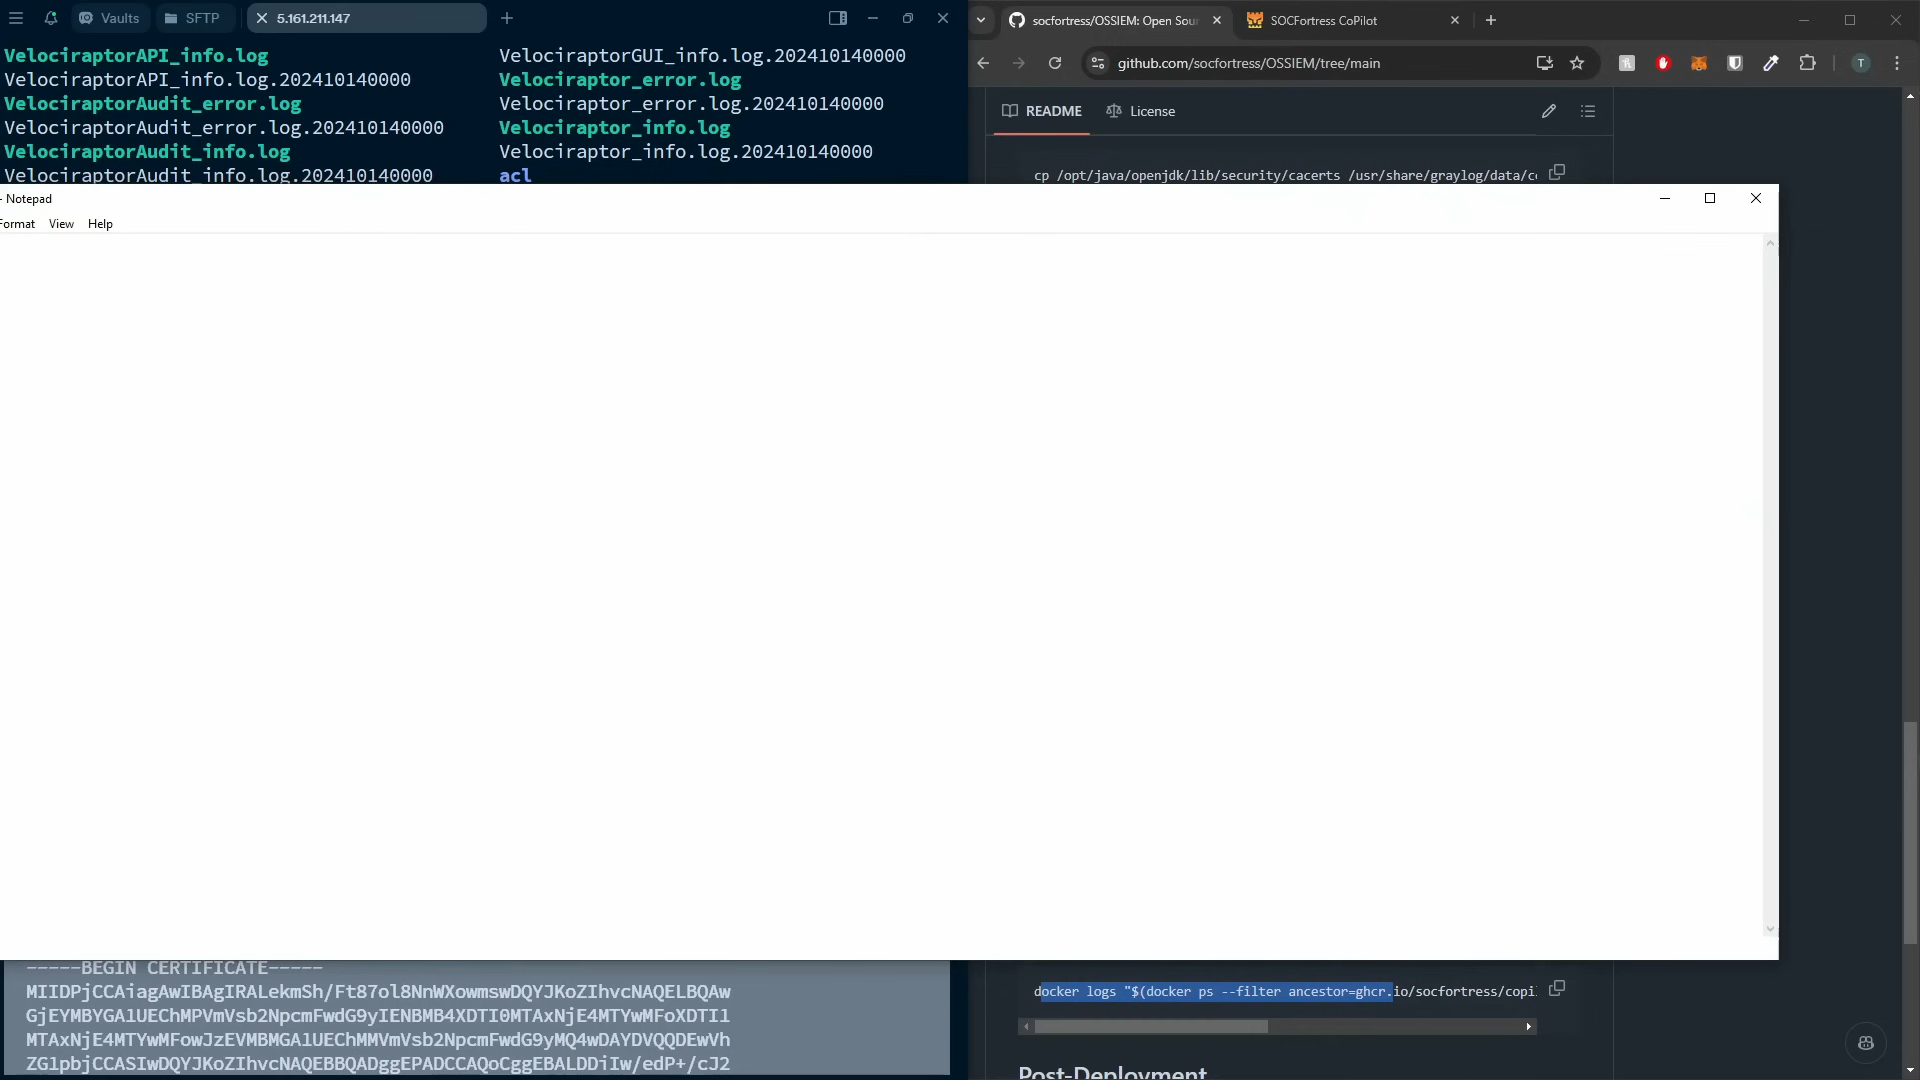 Vaults
SFTP
5.161.211.147
VelociraptorAPI_info.log VelociraptorGUI_info.log.202410140000
VelociraptorAPI_info.log.202410140000 Velociraptor_error.log
VelociraptorAudit_error.log Velociraptor_error.log.202410140000
VelociraptorAudit_error.log.202410140000 Velociraptor_info.log
VelociraptorAudit_info.log Velociraptor_info.log.202410140000
VelociraptorAudit_info.log.202410140000 acl
socfortress/OSSIEM: Open Sou
SOCFortress CoPilot
github.com/socfortress/OSSIEM/tree/main
T
README
License
cp /opt/java/openjdk/lib/security/cacerts /usr/share/graylog/data/c
- Notepad
Format View Help
-----BEGIN CERTIFICATE-----
MIIDPjCCAiagAwIBAgIRALekmSh/Ft87ol8NnWXowmswDQYJKoZIhvcNAQELBQAw
GjEYMBYGA1UEChMPVmVsb2NpcmFwdG9yIENBMB4XDTI0MTAxNjE4MTYwMFoXDTI1
MTAxNjE4MTYwMFowJzEVMBMGA1UEChMMVmVsb2NpcmFwdG9yMQ4wDAYDVQQDEwVh
ZG1pbjCCASIwDQYJKoZIhvcNAQEBBQADggEPADCCAQoCggEBALDDiIw/edP+/cJ2
docker logs "$(docker ps --filter ancestor=ghcr.io/socfortress/copi
Post-Deployment